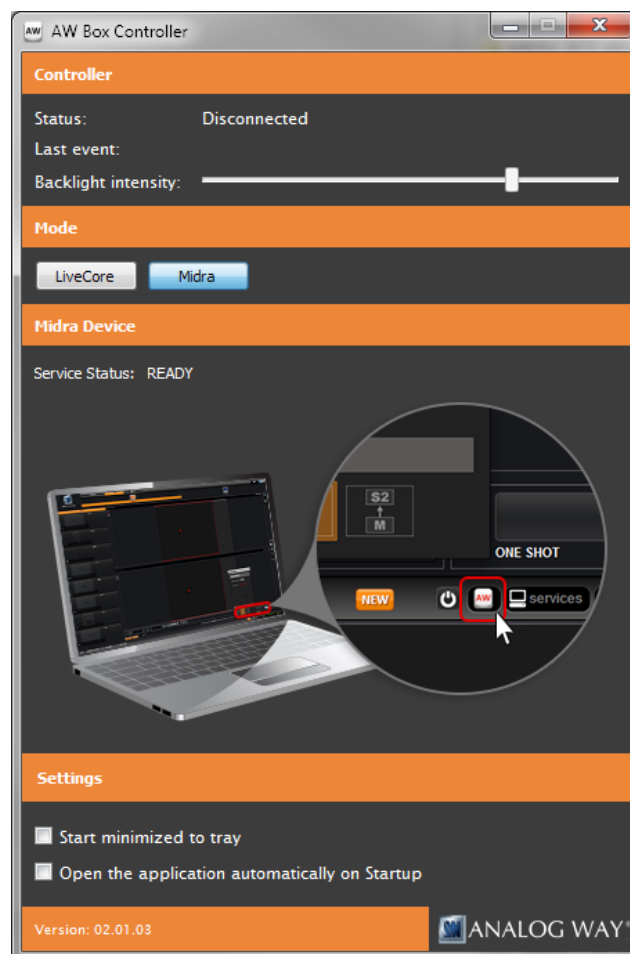 AW AW Box Controller
Controller
Status: Disconnected
Last event:
Backlight intensity:
Mode
LiveCore Midra
Midra Device
Service Status: READY
S2
M
ONE SHOT
NEW AW services
Settings
Start minimized to tray
Open the application automatically on Startup
Version: 02.01.03
ANALOG WAY®